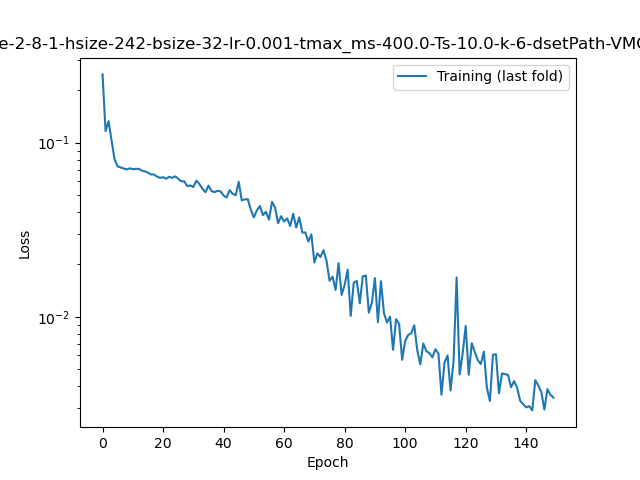 e-2-8-1-hsize-242-bsize-32-lr-0.001-tmax_ms-400.0-Ts-10.0-k-6-dsetPath-VMC
Training (last fold)
10⁻¹
10⁻²
Loss
0 20 40 60 80 100 120 140
Epoch